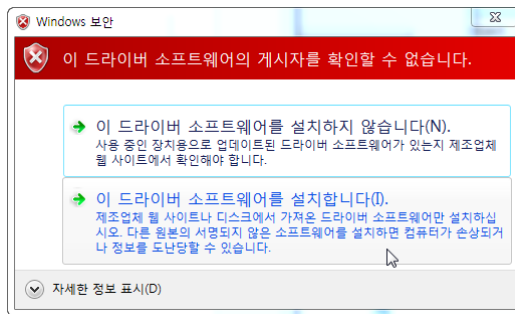 Windows 보안
이 드라이버 소프트웨어의 게시자를 확인할 수 없습니다.
이 드라이버 소프트웨어를 설치하지 않습니다(N).
사용 중인 장치용으로 업데이트된 드라이버 소프트웨어가 있는지 제조업체
웹 사이트에서 확인해야 합니다.
이 드라이버 소프트웨어를 설치합니다(I).
제조업체 웹 사이트나 디스크에서 가져온 드라이버 소프트웨어만 설치하십
시오. 다른 원본의 서명되지 않은 소프트웨어를 설치하면 컴퓨터가 손상되거
나 정보를 도난당할 수 있습니다.
자세한 정보 표시(D)